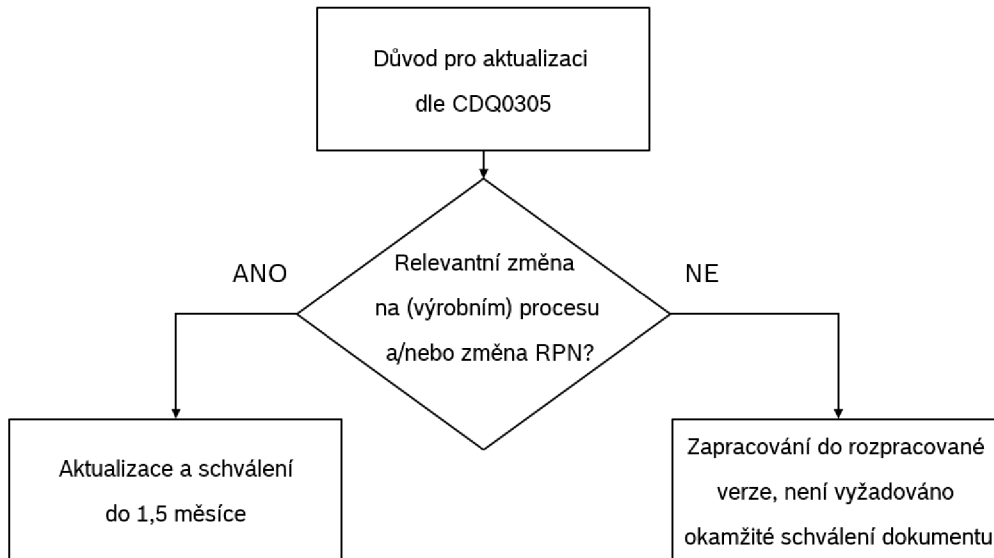 Důvod pro aktualizaci
dle CDQ0305
ANO
Relevantní změna
na (výrobním) procesu
a/nebo změna RPN?
NE
Aktualizace a schválení
do 1,5 měsíce
Zapracování do rozpracované
verze, není vyžadováno
okamžité schválení dokumentu